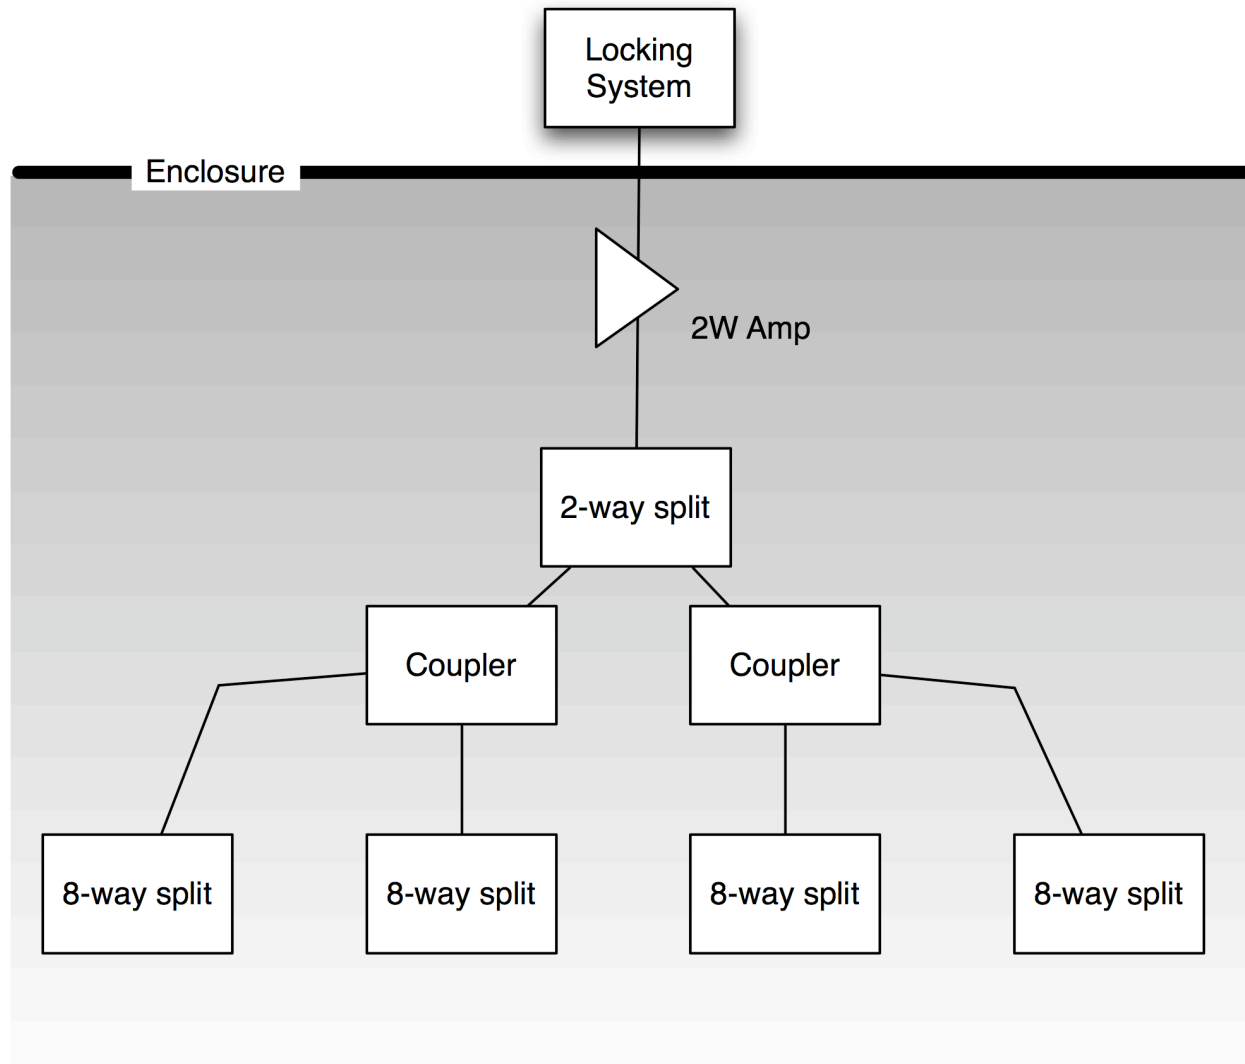 Locking
System
Enclosure
2W Amp
2-way split
Coupler
Coupler
8-way split
8-way split
8-way split
8-way split